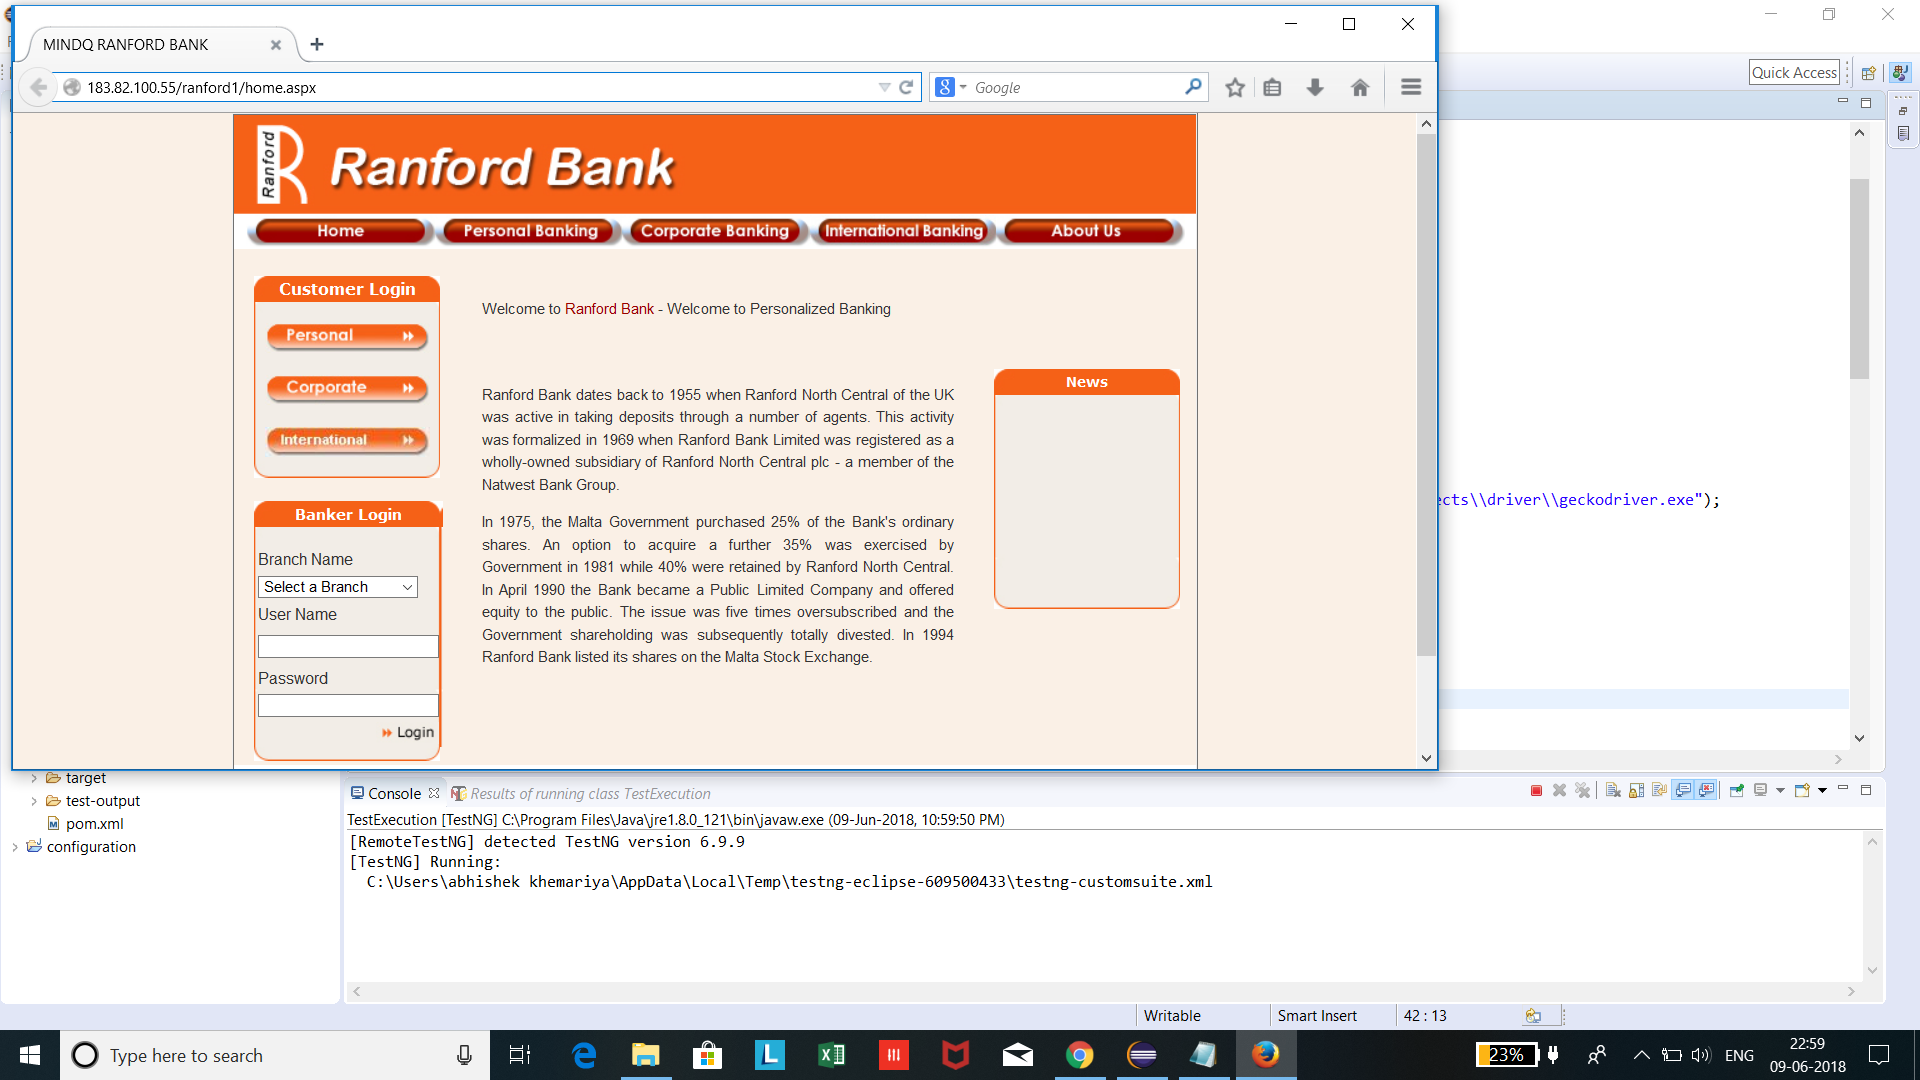 MINDQ RANFORD BANK
183.82.100.55/ranford1/home.aspx
Google
Quick Access
Ranford
Ranford Bank
Home
Personal Banking
Corporate Banking
International Banking
About Us
Customer Login
Personal
Corporate
International
Banker Login
Branch Name
Select a Branch
User Name
Password
Login
Welcome to Ranford Bank - Welcome to Personalized Banking
Ranford Bank dates back to 1955 when Ranford North Central of the UK
was active in taking deposits through a number of agents. This activity
was formalized in 1969 when Ranford Bank Limited was registered as a
wholly-owned subsidiary of Ranford North Central plc - a member of the
Natwest Bank Group.
In 1975, the Malta Government purchased 25% of the Bank's ordinary
shares. An option to acquire a further 35% was exercised by
Government in 1981 while 40% were retained by Ranford North Central.
In April 1990 the Bank became a Public Limited Company and offered
equity to the public. The issue was five times oversubscribed and the
Government shareholding was subsequently totally divested. In 1994
Ranford Bank listed its shares on the Malta Stock Exchange.
News
ects\\driver\\geckodriver.exe");
target
test-output
pom.xml
configuration
Console
Results of running class TestExecution
TestExecution [TestNG] C:\Program Files\Java\jre1.8.0_121\bin\javaw.exe (09-Jun-2018, 10:59:50 PM)
[RemoteTestNG] detected TestNG version 6.9.9
[TestNG] Running:
C:\Users\abhishek khemariya\AppData\Local\Temp\testng-eclipse-609500433\testng-customsuite.xml
Writable
Smart Insert
42 : 13
Type here to search
23%
ENG
22:59
09-06-2018